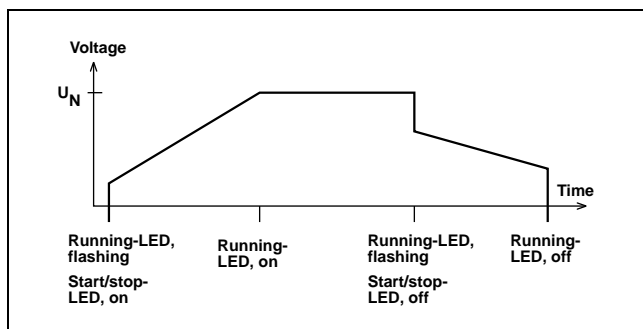 Voltage
UN
Time
Running-LED,
flashing
Start/stop-
LED, on
Running-
LED, on
Running-LED,
flashing
Start/stop-
LED, off
Running-
LED, off